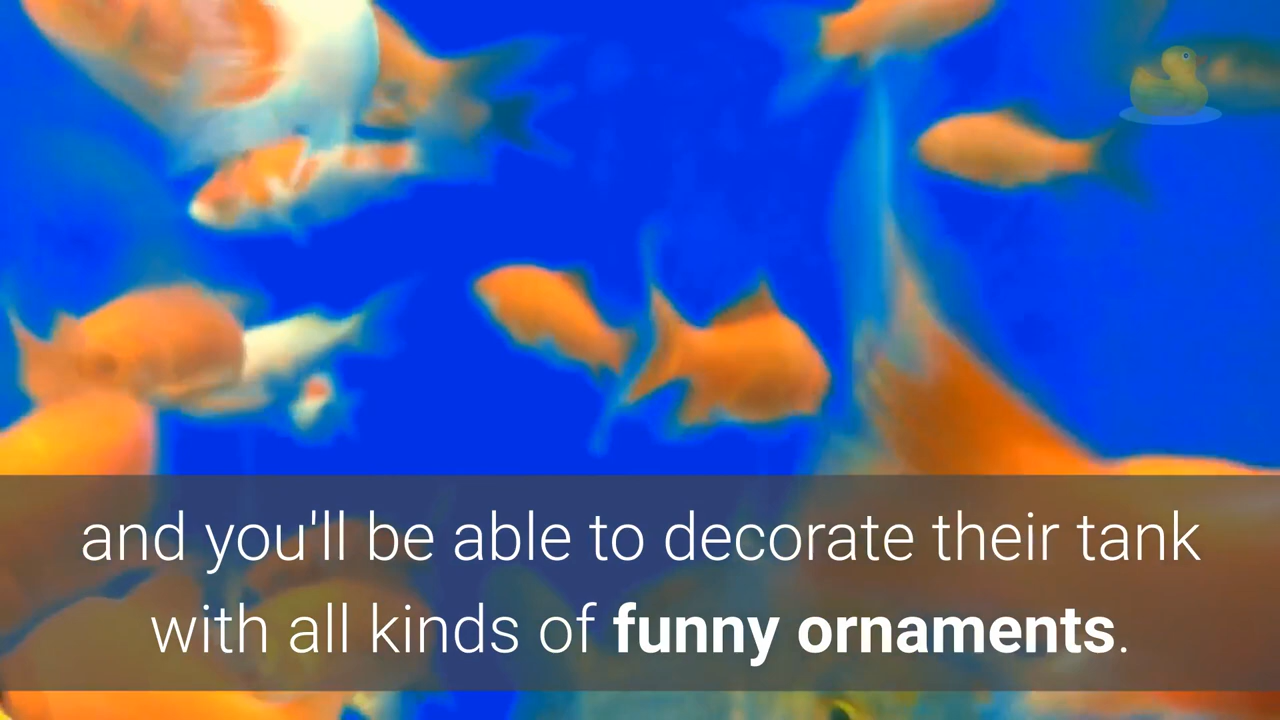 and you'll be able to decorate their tank
with all kinds of funny ornaments.